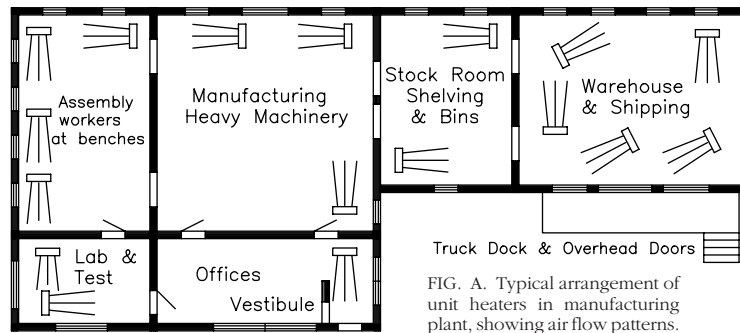 Assembly
workers
at benches
Manufacturing
Heavy Machinery
Stock Room
Shelving
& Bins
Warehouse
& Shipping
Lab &
Test
Offices
Vestibule
Truck Dock & Overhead Doors
FIG. A. Typical arrangement of
unit heaters in manufacturing
plant, showing air flow patterns.